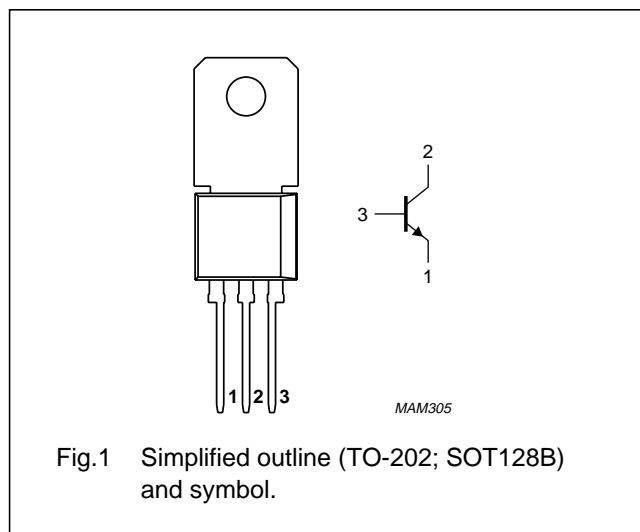 2
3
1
1 2 3
MAM305
Fig.1 Simplified outline (TO-202; SOT128B)
and symbol.